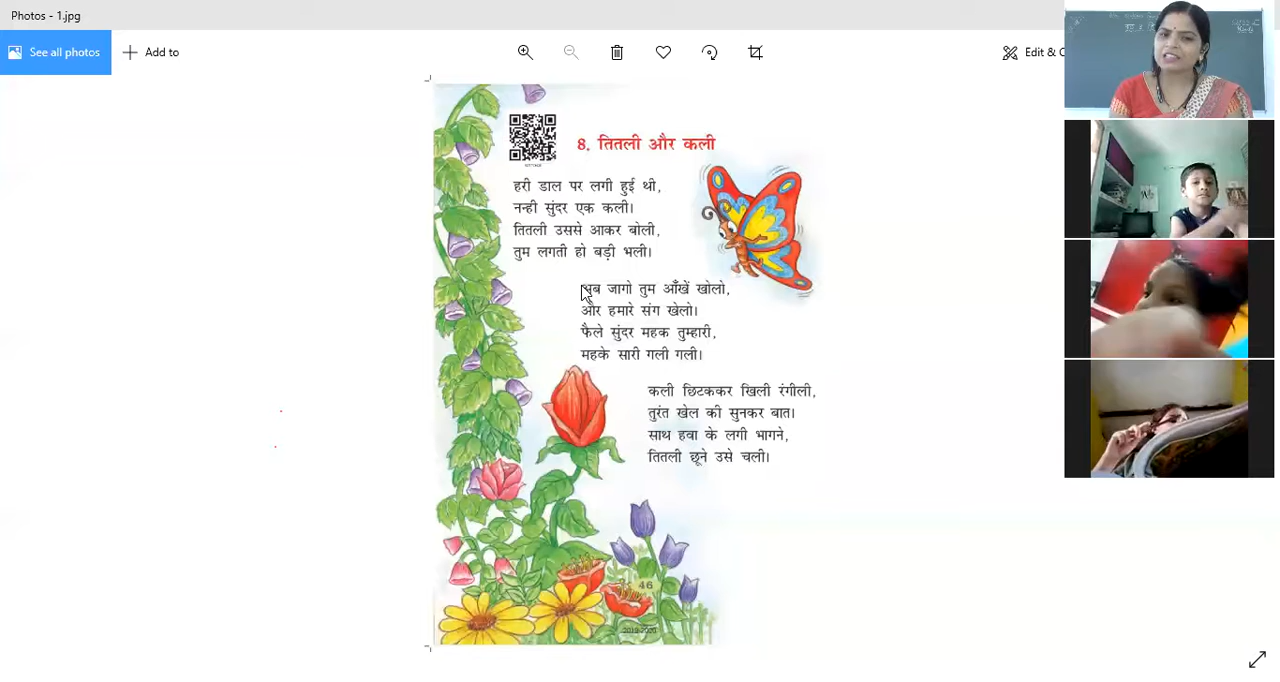 Photos - 1.jpg
See all photos
Add to
Edit & C
8. तितली और कली
हरी डाल पर लगी हुई थी,
नन्ही सुंदर एक कली।
तितली उससे आकर बोली,
तुम लगती हो बड़ी भली।
जागो तुम आँखें खोलो,
और हमारे संग खेलो।
फैले सुंदर महक तुम्हारी,
महके सारी गली गली।
कली छिटककर खिली रंगीली,
तुरंत खेल की सुनकर बात।
साथ हवा के लगी भागने,
तितली छूने उसे चली।
46
2019-2020